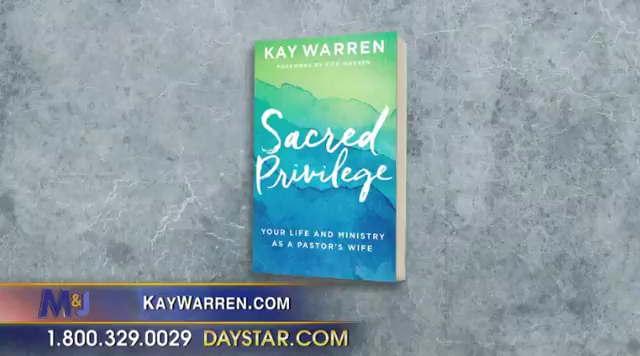 KAY WARREN
FOREWORD BY RICK WARREN
Sacred
Privilege
YOUR LIFE AND MINISTRY
AS A PASTOR'S WIFE
M&J
KAYWARREN.COM
1.800.329.0029 DAYSTAR.COM